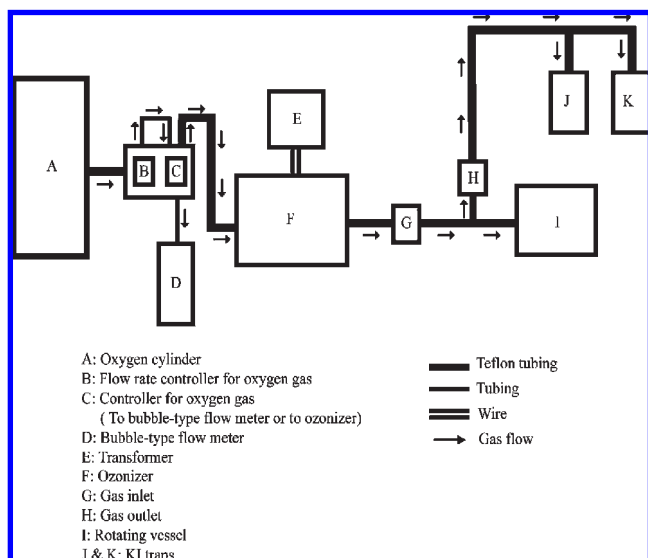 A
B
C
D
E
F
G
H
I
J
K
A: Oxygen cylinder
B: Flow rate controller for oxygen gas
C: Controller for oxygen gas
( To bubble-type flow meter or to ozonizer)
D: Bubble-type flow meter
E: Transformer
F: Ozonizer
G: Gas inlet
H: Gas outlet
I: Rotating vessel
J & K: KI traps
Teflon tubing
Tubing
Wire
Gas flow